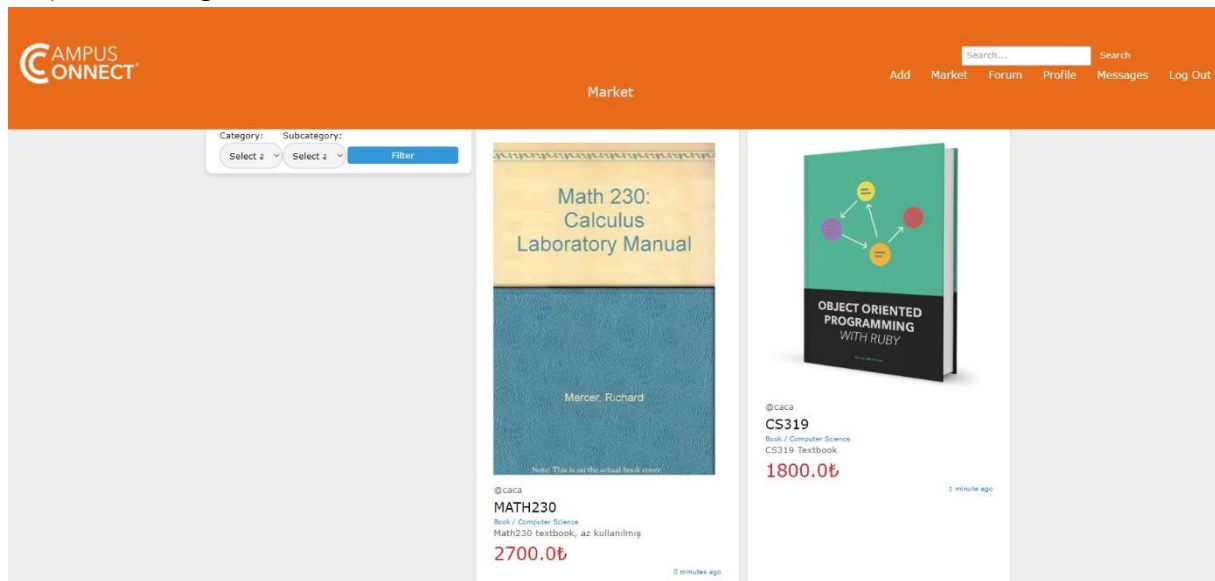 CAMPUS
CONNECT
Search... Search
Add Market Forum Profile Messages Log Out
Market
Category: Subcategory:
Select a Select a Filter
Math 230:
Calculus
Laboratory Manual
Mercer, Richard
Note: This is not the actual book cover
@caca
MATH230
Book / Computer Science
Math230 textbook, az kullanılmış
2700.0₺
0 minutes ago
OBJECT ORIENTED
PROGRAMMING
WITH RUBY
@caca
CS319
Book / Computer Science
CS319 Textbook
1800.0₺
1 minute ago